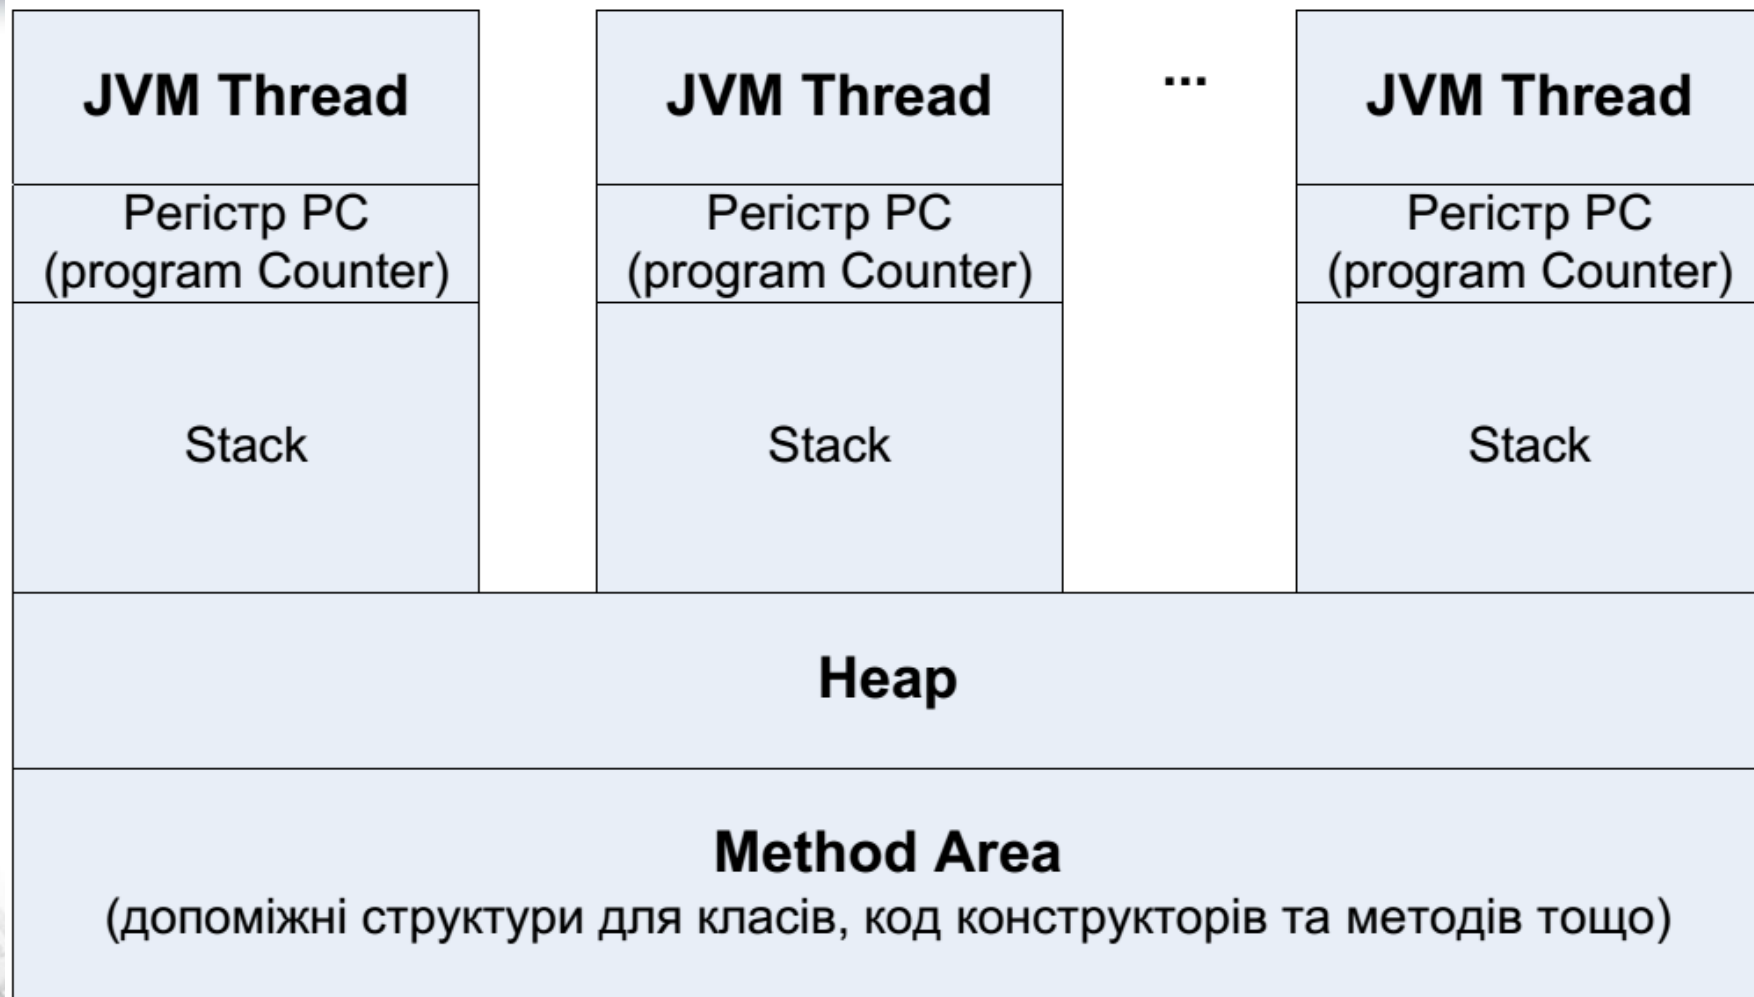 JVM Thread
JVM Thread
...
JVM Thread
Регістр PC
(program Counter)
Регістр PC
(program Counter)
Регістр PC
(program Counter)
Stack
Stack
Stack
Heap
Method Area
(допоміжні структури для класів, код конструкторів та методів тощо)